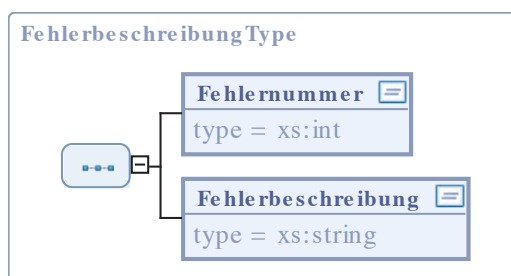 FehlerbeschreibungType
Fehlernummer
type = xs:int
Fehlerbeschreibung
type = xs:string